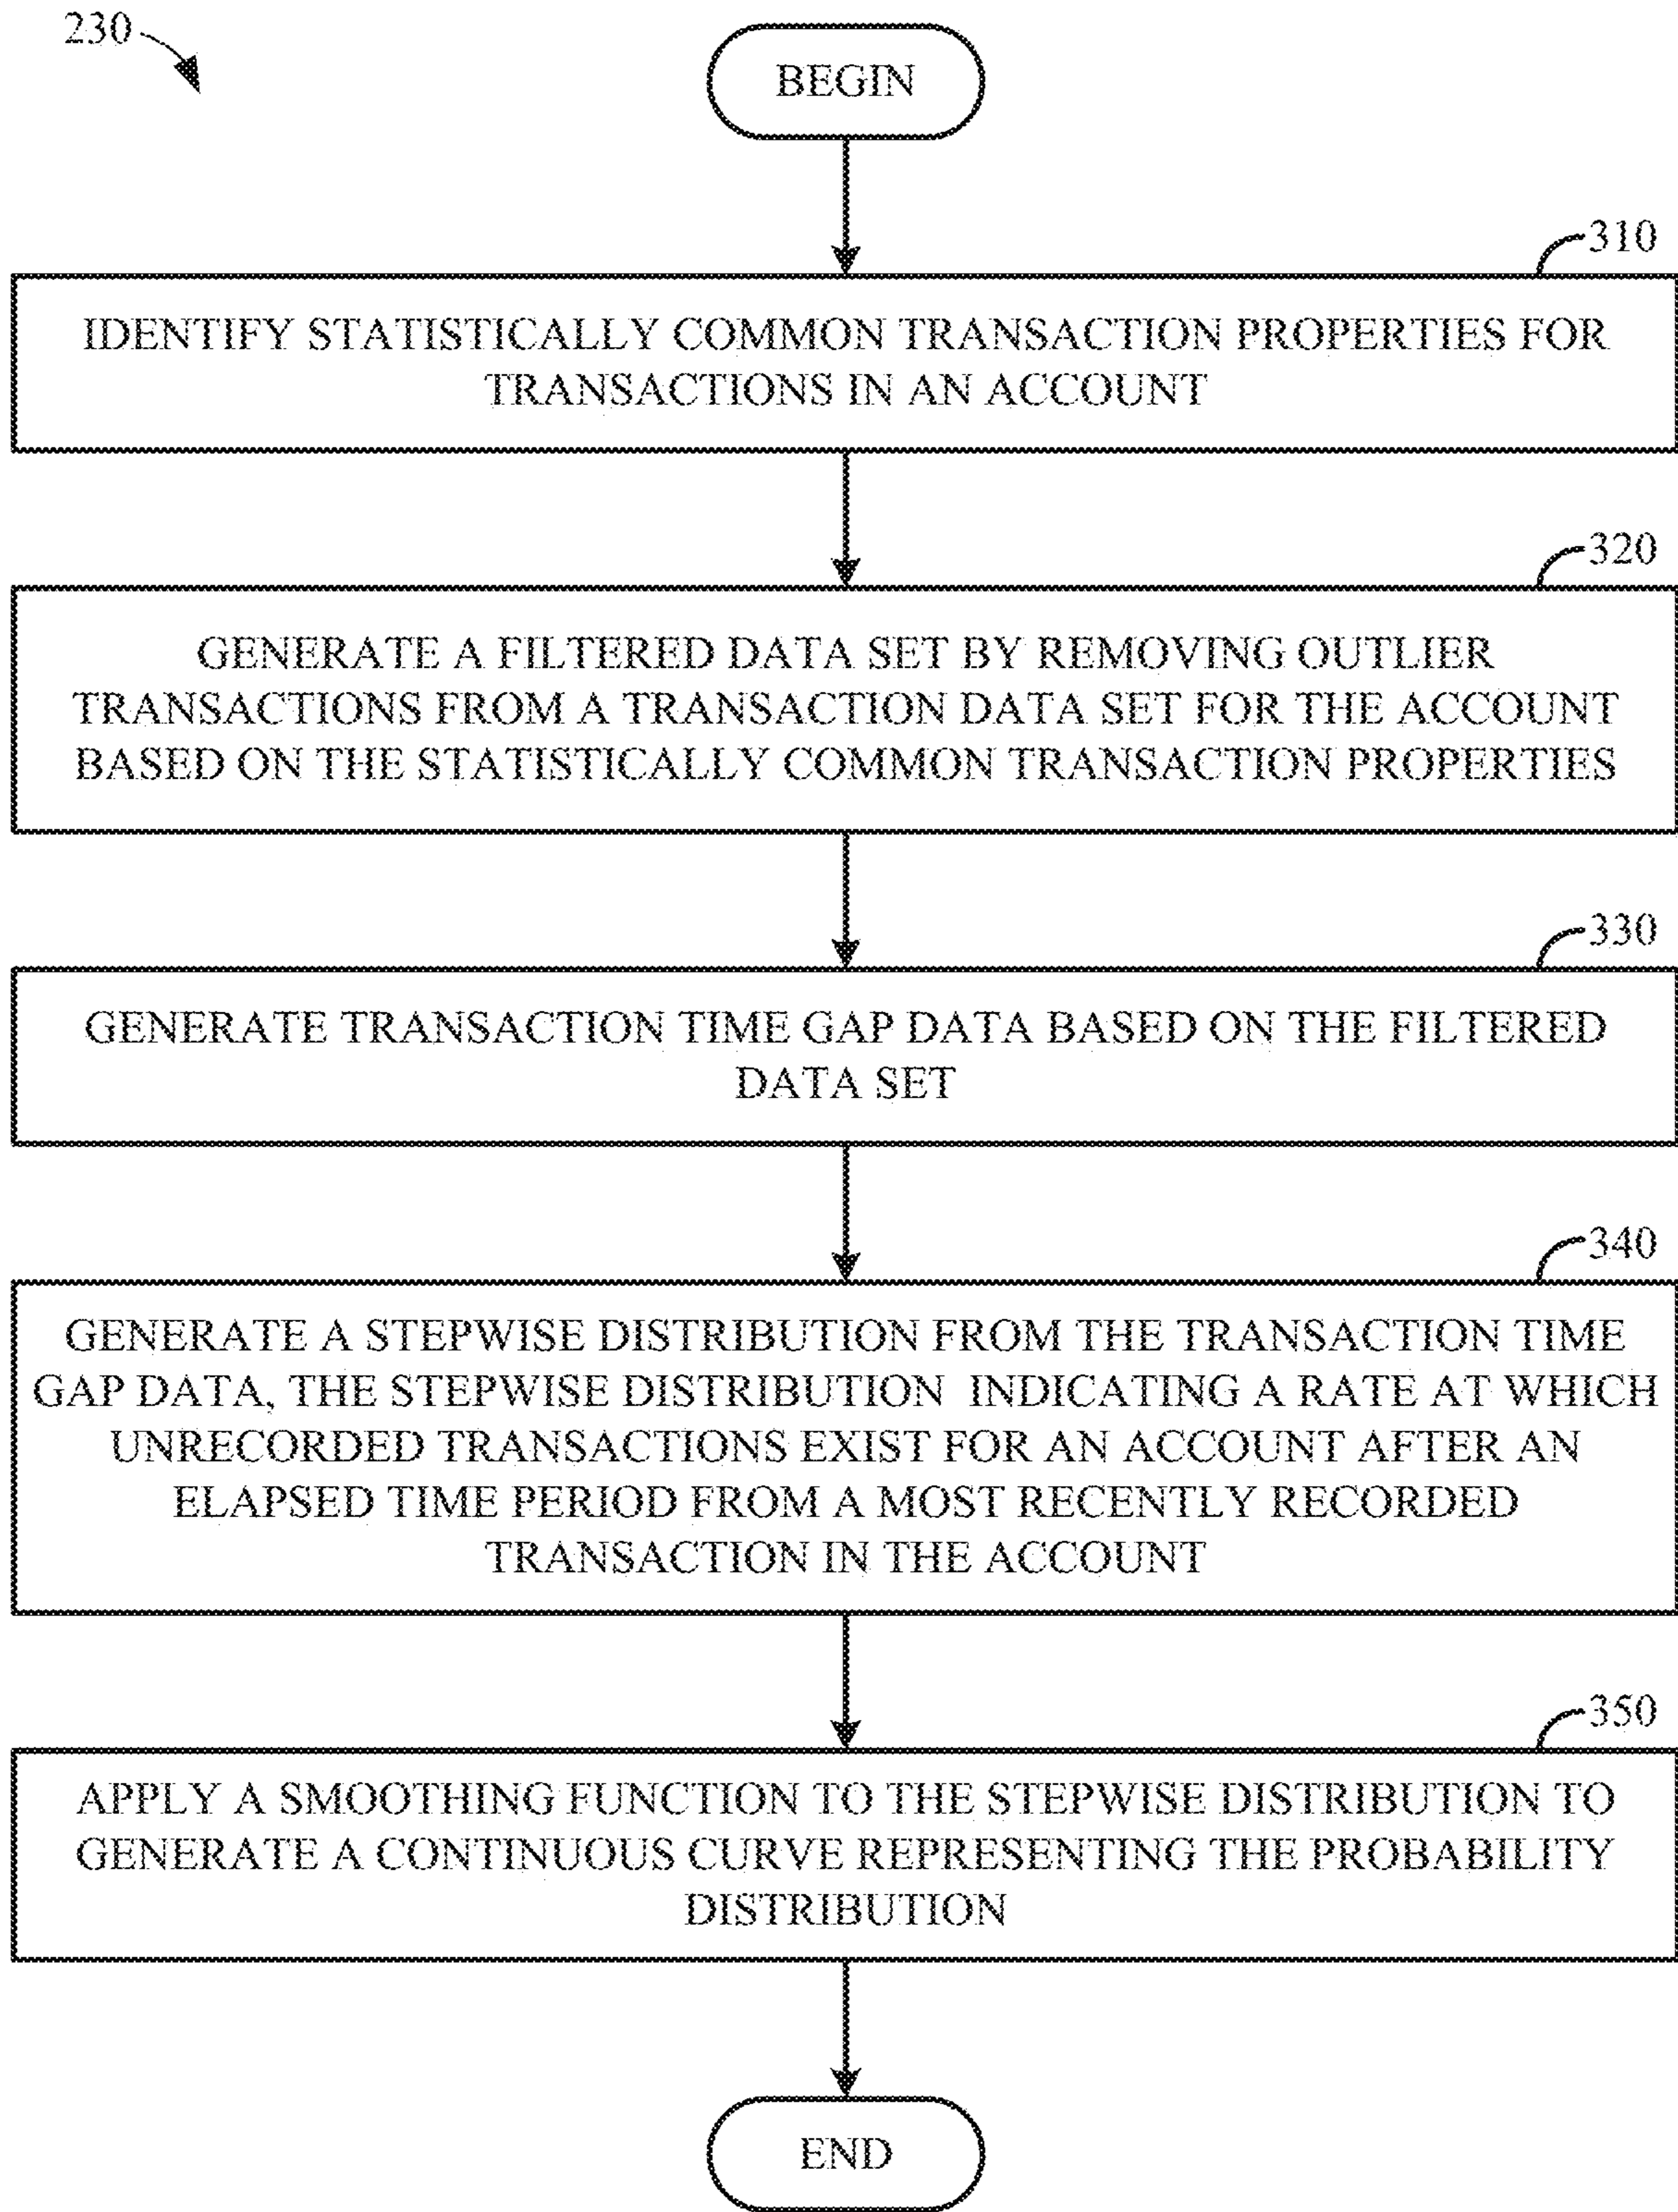 230
BEGIN
310
IDENTIFY STATISTICALLY COMMON TRANSACTION PROPERTIES FOR
TRANSACTIONS IN AN ACCOUNT
320
GENERATE A FILTERED DATA SET BY REMOVING OUTLIER
TRANSACTIONS FROM A TRANSACTION DATA SET FOR THE ACCOUNT
BASED ON THE STATISTICALLY COMMON TRANSACTION PROPERTIES
330
GENERATE TRANSACTION TIME GAP DATA BASED ON THE FILTERED
DATA SET
340
GENERATE A STEPWISE DISTRIBUTION FROM THE TRANSACTION TIME
GAP DATA, THE STEPWISE DISTRIBUTION INDICATING A RATE AT WHICH
UNRECORDED TRANSACTIONS EXIST FOR AN ACCOUNT AFTER AN
ELAPSED TIME PERIOD FROM A MOST RECENTLY RECORDED
TRANSACTION IN THE ACCOUNT
350
APPLY A SMOOTHING FUNCTION TO THE STEPWISE DISTRIBUTION TO
GENERATE A CONTINUOUS CURVE REPRESENTING THE PROBABILITY
DISTRIBUTION
END